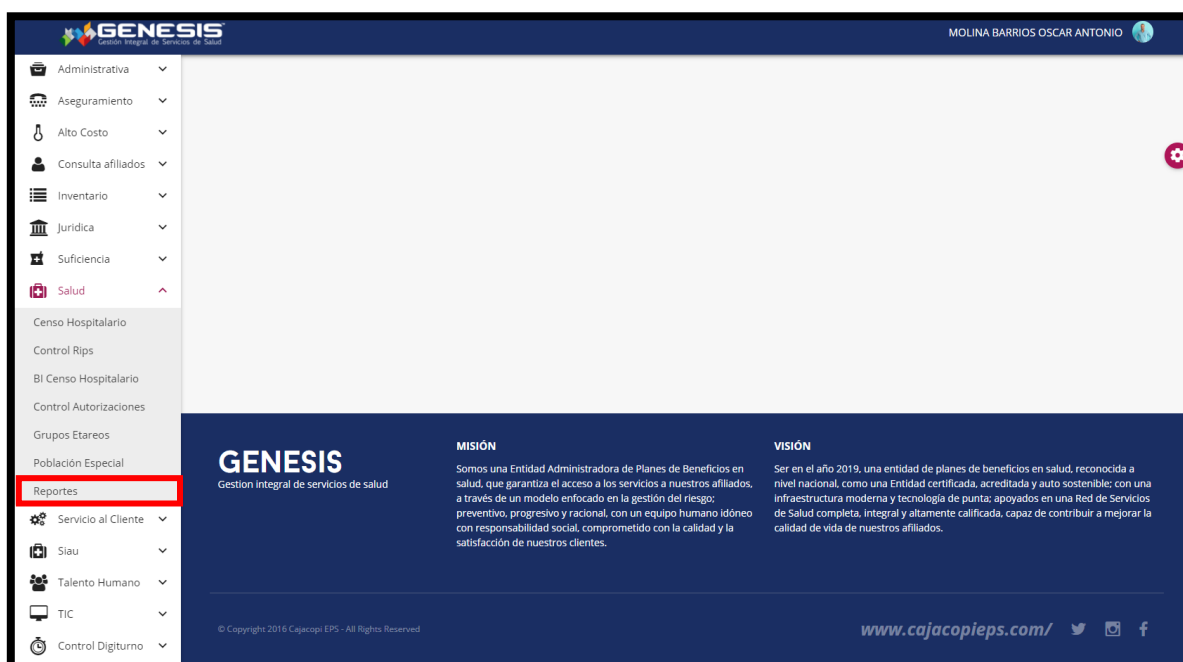 GENESIS
Gestión Integral de Servicios de Salud
MOLINA BARRIOS OSCAR ANTONIO
Administrativa
Aseguramiento
Alto Costo
Consulta afiliados
Inventario
Juridica
Suficiencia
Salud
Censo Hospitalario
Control Rips
BI Censo Hospitalario
Control Autorizaciones
Grupos Etareos
Población Especial
Reportes
Servicio al Cliente
Siau
Talento Humano
TIC
Control Digiturno
GENESIS
Gestion integral de servicios de salud
MISIÓN
Somos una Entidad Administradora de Planes de Beneficios en
salud, que garantiza el acceso a los servicios a nuestros afiliados,
a través de un modelo enfocado en la gestión del riesgo;
preventivo, progresivo y racional, con un equipo humano idóneo
con responsabilidad social, comprometido con la calidad y la
satisfacción de nuestros clientes.
VISIÓN
Ser en el año 2019, una entidad de planes de beneficios en salud, reconocida a
nivel nacional, como una Entidad certificada, acreditada y auto sostenible; con una
infraestructura moderna y tecnología de punta; apoyados en una Red de Servicios
de Salud completa, integral y altamente calificada, capaz de contribuir a mejorar la
calidad de vida de nuestros afiliados.
© Copyright 2016 Cajacopi EPS - All Rights Reserved
www.cajacopieps.com/